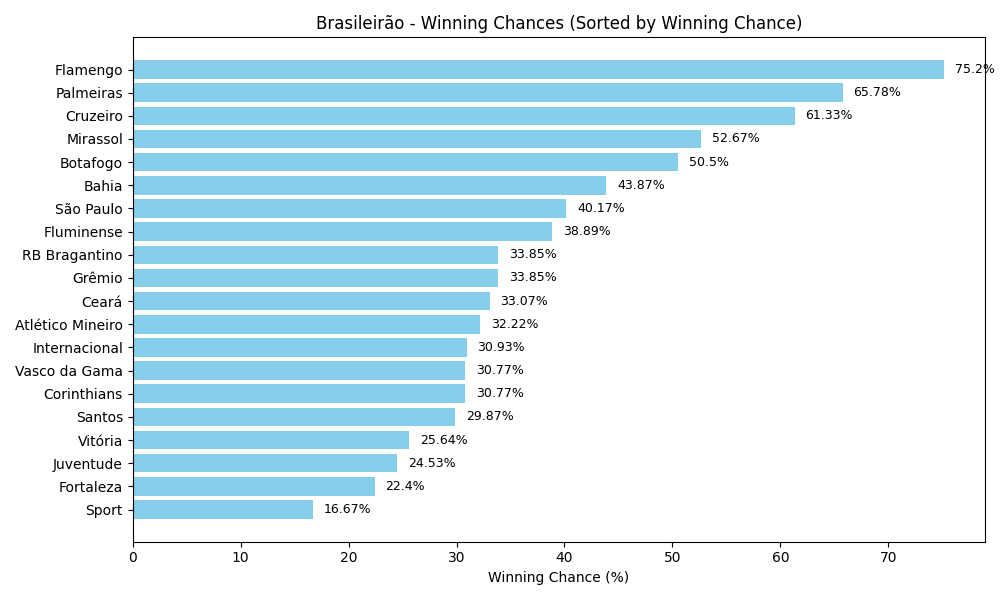 Brasileirão - Winning Chances (Sorted by Winning Chance)
Flamengo 75.2%
Palmeiras 65.78%
Cruzeiro 61.33%
Mirassol 52.67%
Botafogo 50.5%
Bahia 43.87%
São Paulo 40.17%
Fluminense 38.89%
RB Bragantino 33.85%
Grêmio 33.85%
Ceará 33.07%
Atlético Mineiro 32.22%
Internacional 30.93%
Vasco da Gama 30.77%
Corinthians 30.77%
Santos 29.87%
Vitória 25.64%
Juventude 24.53%
Fortaleza 22.4%
Sport 16.67%
0 10 20 30 40 50 60 70
Winning Chance (%)